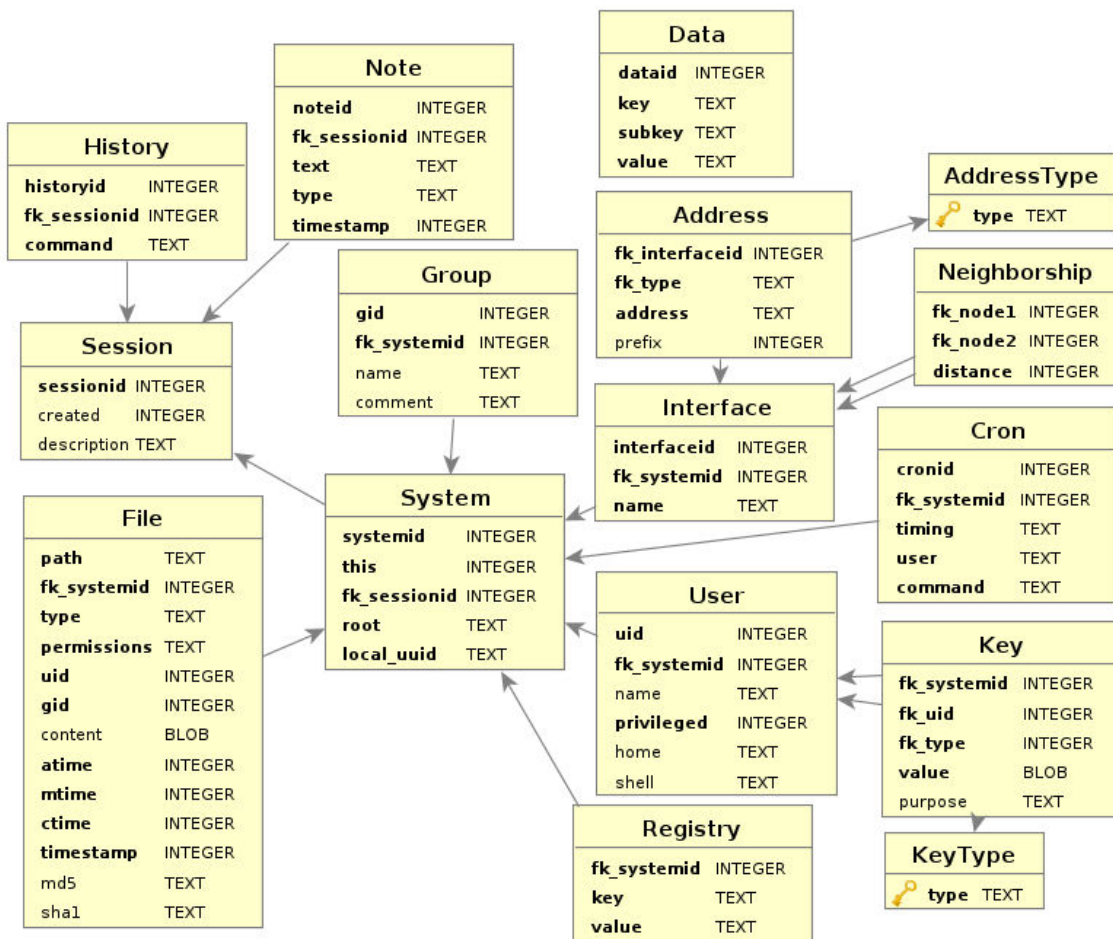 Data
dataid INTEGER
key TEXT
subkey TEXT
value TEXT
Note
noteid INTEGER
fk_sessionid INTEGER
text TEXT
type TEXT
timestamp INTEGER
History
historyid INTEGER
fk_sessionid INTEGER
command TEXT
AddressType
type TEXT
Address
fk_interfaceid INTEGER
fk_type TEXT
address TEXT
prefix INTEGER
Group
gid INTEGER
fk_systemid INTEGER
name TEXT
comment TEXT
Neighborship
fk_node1 INTEGER
fk_node2 INTEGER
distance INTEGER
Session
sessionid INTEGER
created INTEGER
description TEXT
Interface
interfaceid INTEGER
fk_systemid INTEGER
name TEXT
Cron
cronid INTEGER
fk_systemid INTEGER
timing TEXT
user TEXT
command TEXT
System
systemid INTEGER
this INTEGER
fk_sessionid INTEGER
root TEXT
local_uuid TEXT
File
path TEXT
fk_systemid INTEGER
type TEXT
permissions TEXT
uid INTEGER
gid INTEGER
content BLOB
atime INTEGER
mtime INTEGER
ctime INTEGER
timestamp INTEGER
md5 TEXT
sha1 TEXT
User
uid INTEGER
fk_systemid INTEGER
name TEXT
privileged INTEGER
home TEXT
shell TEXT
Key
fk_systemid INTEGER
fk_uid INTEGER
fk_type INTEGER
value BLOB
purpose TEXT
Registry
fk_systemid INTEGER
key TEXT
value TEXT
KeyType
type TEXT